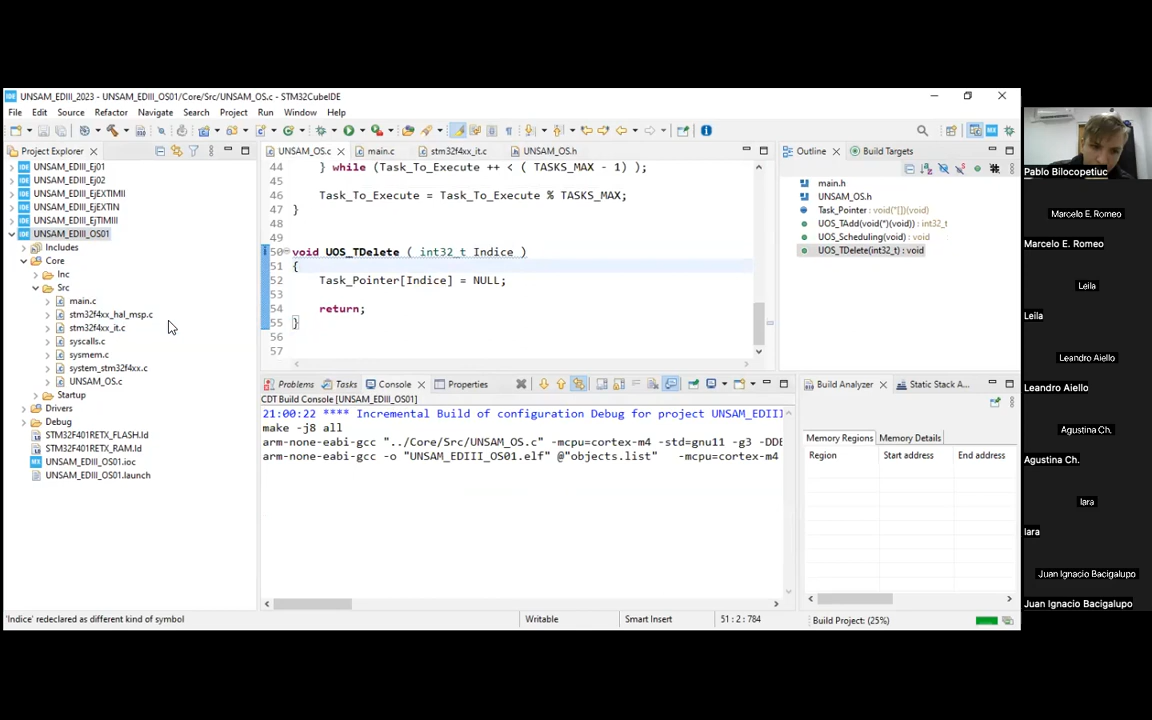 UNSAM_EDIII_2023 - UNSAM_EDIII_OS01/Core/Src/UNSAM_OS.c - STM32CubeIDE
File Edit Source Refactor Navigate Search Project Run Window Help
Project Explorer
UNSAM_EDIII_Ej01
UNSAM_EDIII_Ej02
UNSAM_EDIII_EjEXTIMII
UNSAM_EDIII_EjEXTIN
UNSAM_EDIII_EjTIMIII
UNSAM_EDIII_OS01
Includes
Core
Inc
Src
main.c
stm32f4xx_hal_msp.c
stm32f4xx_it.c
syscalls.c
sysmem.c
system_stm32f4xx.c
UNSAM_OS.c
Startup
Drivers
Debug
STM32F401RETX_FLASH.ld
STM32F401RETX_RAM.ld
UNSAM_EDIII_OS01.ioc
UNSAM_EDIII_OS01.launch
UNSAM_OS.c main.c stm32f4xx_it.c UNSAM_OS.h
44 } while (Task_To_Execute ++ < ( TASKS_MAX - 1) );
45
46 Task_To_Execute = Task_To_Execute % TASKS_MAX;
47 }
48
49
50 void UOS_TDelete ( int32_t Indice )
51 {
52 Task_Pointer[Indice] = NULL;
53
54 return;
55 }
56
57
Outline Build Targets
main.h
UNSAM_OS.h
Task_Pointer : void(*[])(void)
UOS_TAdd(void(*)(void)) : int32_t
UOS_Scheduling(void) : void
UOS_TDelete(int32_t) : void
Problems Tasks Console Properties
CDT Build Console [UNSAM_EDIII_OS01]
21:00:22 **** Incremental Build of configuration Debug for project UNSAM_EDIII
make -j8 all
arm-none-eabi-gcc "../Core/Src/UNSAM_OS.c" -mcpu=cortex-m4 -std=gnu11 -g3 -DDE
arm-none-eabi-gcc -o "UNSAM_EDIII_OS01.elf" @"objects.list" -mcpu=cortex-m4
Build Analyzer Static Stack A...
Memory Regions Memory Details
Region Start address End address
'Indice' redeclared as different kind of symbol Writable Smart Insert 51 : 2 : 784 Build Project: (25%)
Pablo Bilocopetiuc
Marcelo E. Romeo
Marcelo E. Romeo
Leila
Leila
Leandro Aiello
Leandro Aiello
Agustina Ch.
Agustina Ch.
Iara
Iara
Juan Ignacio Bacigalupo
Juan Ignacio Bacigalupo